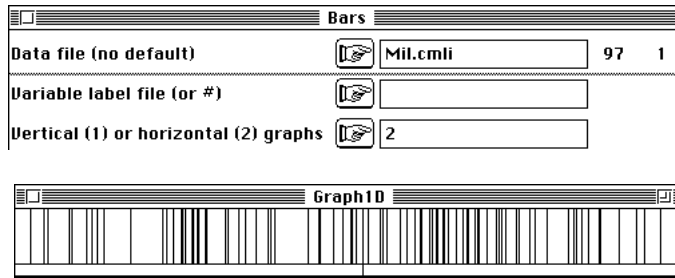 Bars
Data file (no default) Mil.cmli 97 1
Variable label file (or #)
Vertical (1) or horizontal (2) graphs 2
Graph1D